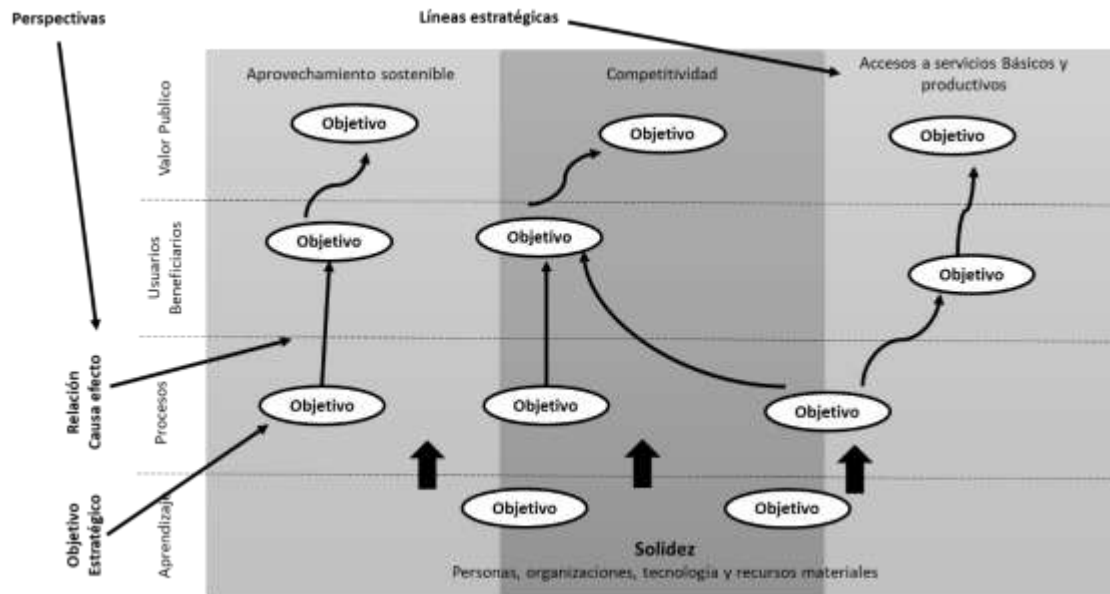 Perspectivas
Líneas estratégicas
Aprovechamiento sostenible
Competitividad
Accesos a servicios Básicos y
productivos
Valor Publico
Objetivo
Objetivo
Objetivo
Usuarios
Beneficiarios
Objetivo
Objetivo
Objetivo
Relación
Causa efecto
Procesos
Objetivo
Objetivo
Objetivo
Objetivo
Estratégico
Aprendizaje
Objetivo
Objetivo
Solidez
Personas, organizaciones, tecnología y recursos materiales